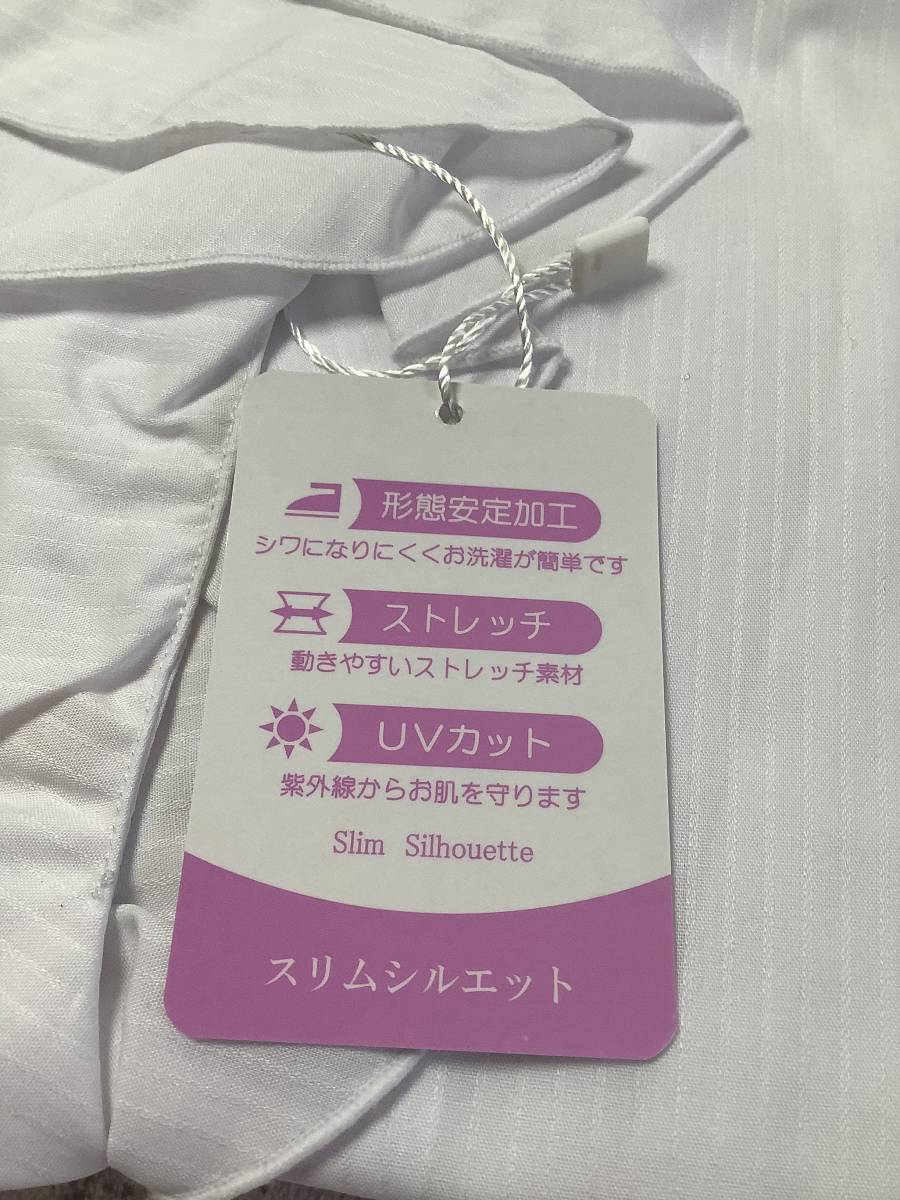 形態安定加工
シワになりにくくお洗濯が簡単です
ストレッチ
動きやすいストレッチ素材
UVカット
紫外線からお肌を守ります
Slim Silhouette
スリムシルエット